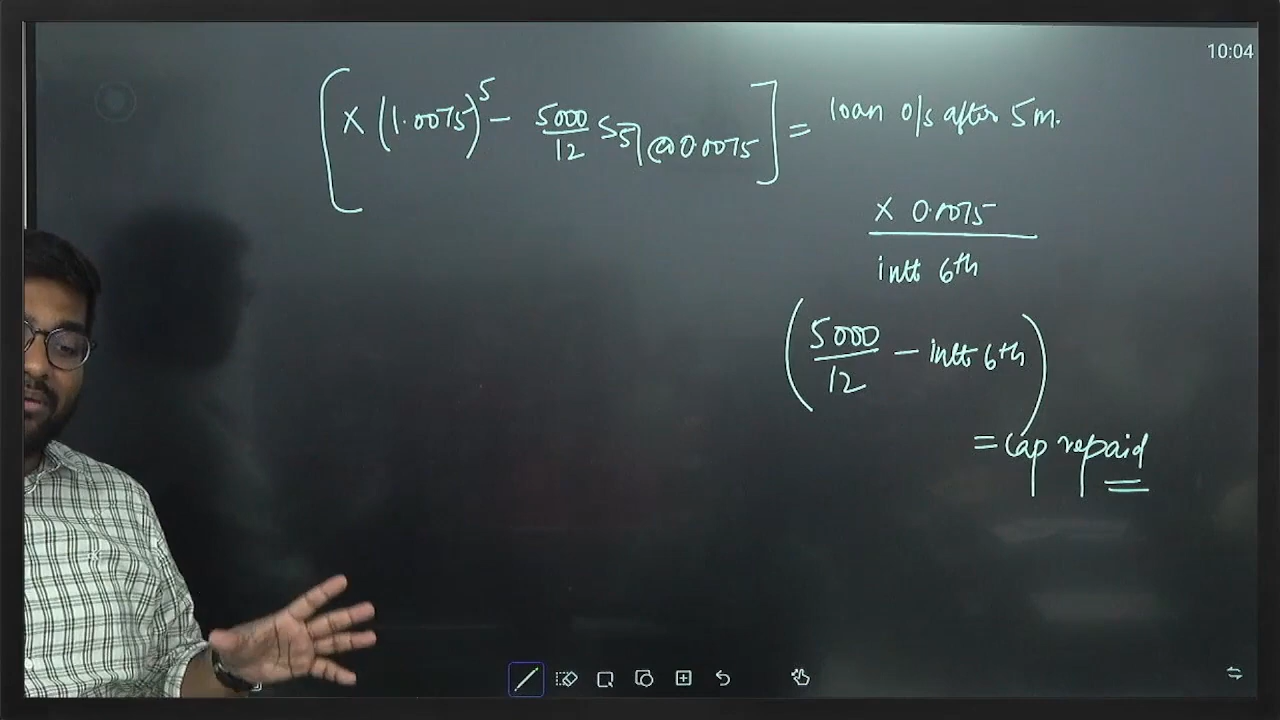 10:04
[X (1.0075)^5 - 5000/12 S5¬ @ 0.0075] = loan o/s after 5m.
X 0.0075
intt 6th
(5000/12 - intt 6th)
= Cap repaid